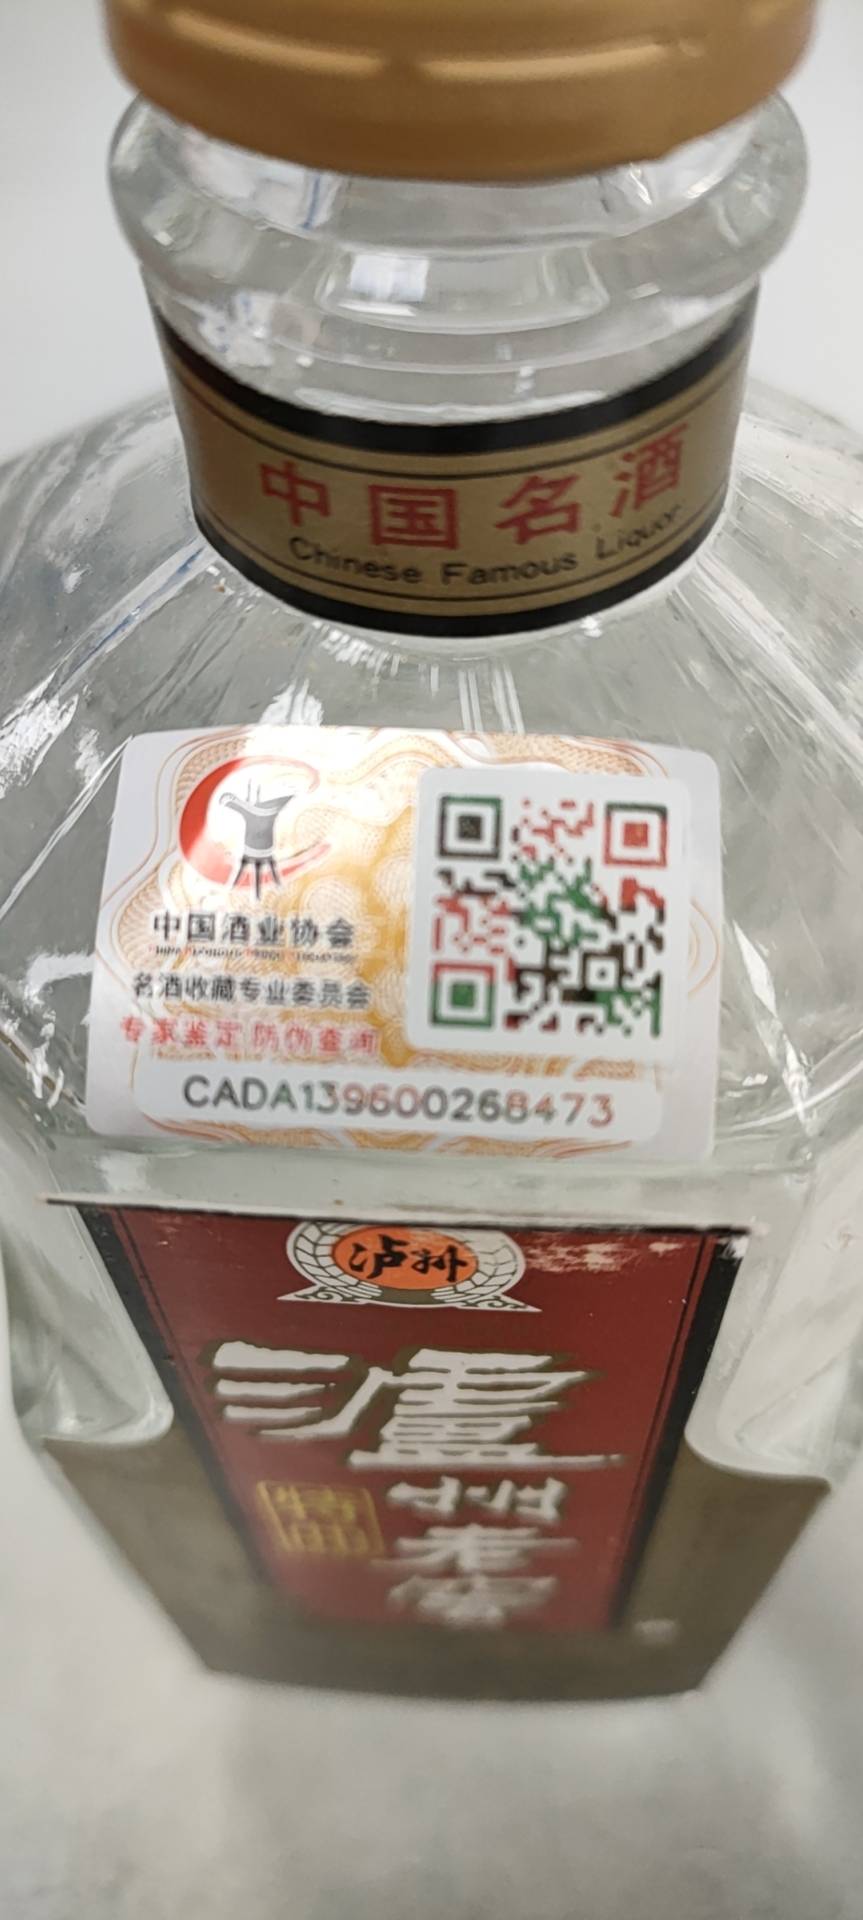 中国名酒
Chinese Famous Liquor
中国酒业协会
名酒收藏专业委员会
专家鉴定 防伪查询
CADA139600268473
泸州
瀘
州
老
窖
特曲